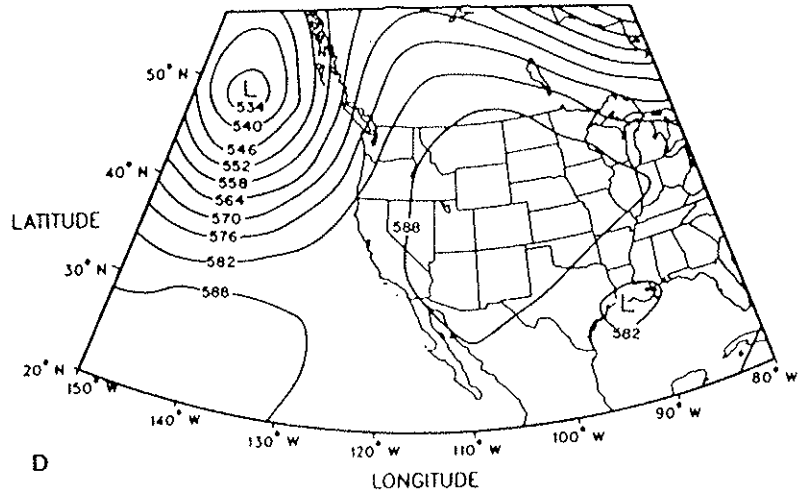 50° N
L
534
540
546
552
40° N
558
564
570
LATITUDE
576
588
582
30° N
588
L
582
20° N
150° W
80° W
140° W
90° W
130° W
100° W
120° W
110° W
D
LONGITUDE